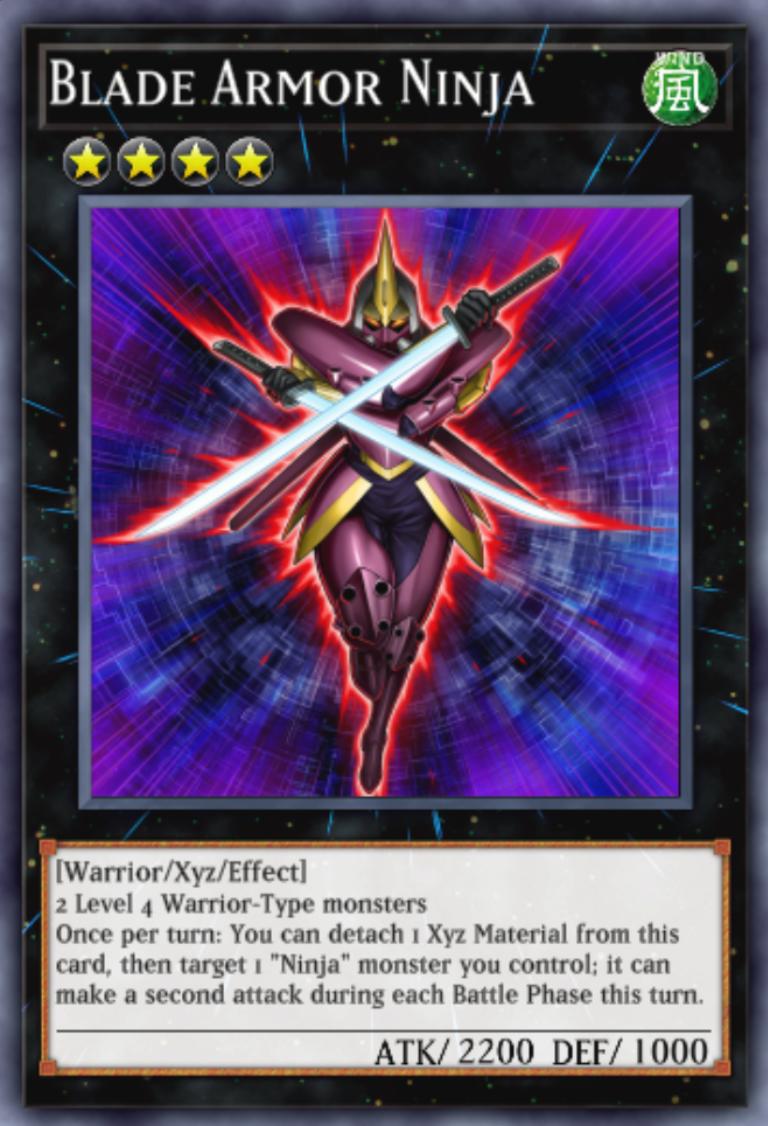 Blade Armor Ninja
WIND
風
[Warrior/Xyz/Effect]
2 Level 4 Warrior-Type monsters
Once per turn: You can detach 1 Xyz Material from this
card, then target 1 "Ninja" monster you control; it can
make a second attack during each Battle Phase this turn.
ATK/ 2200 DEF/ 1000